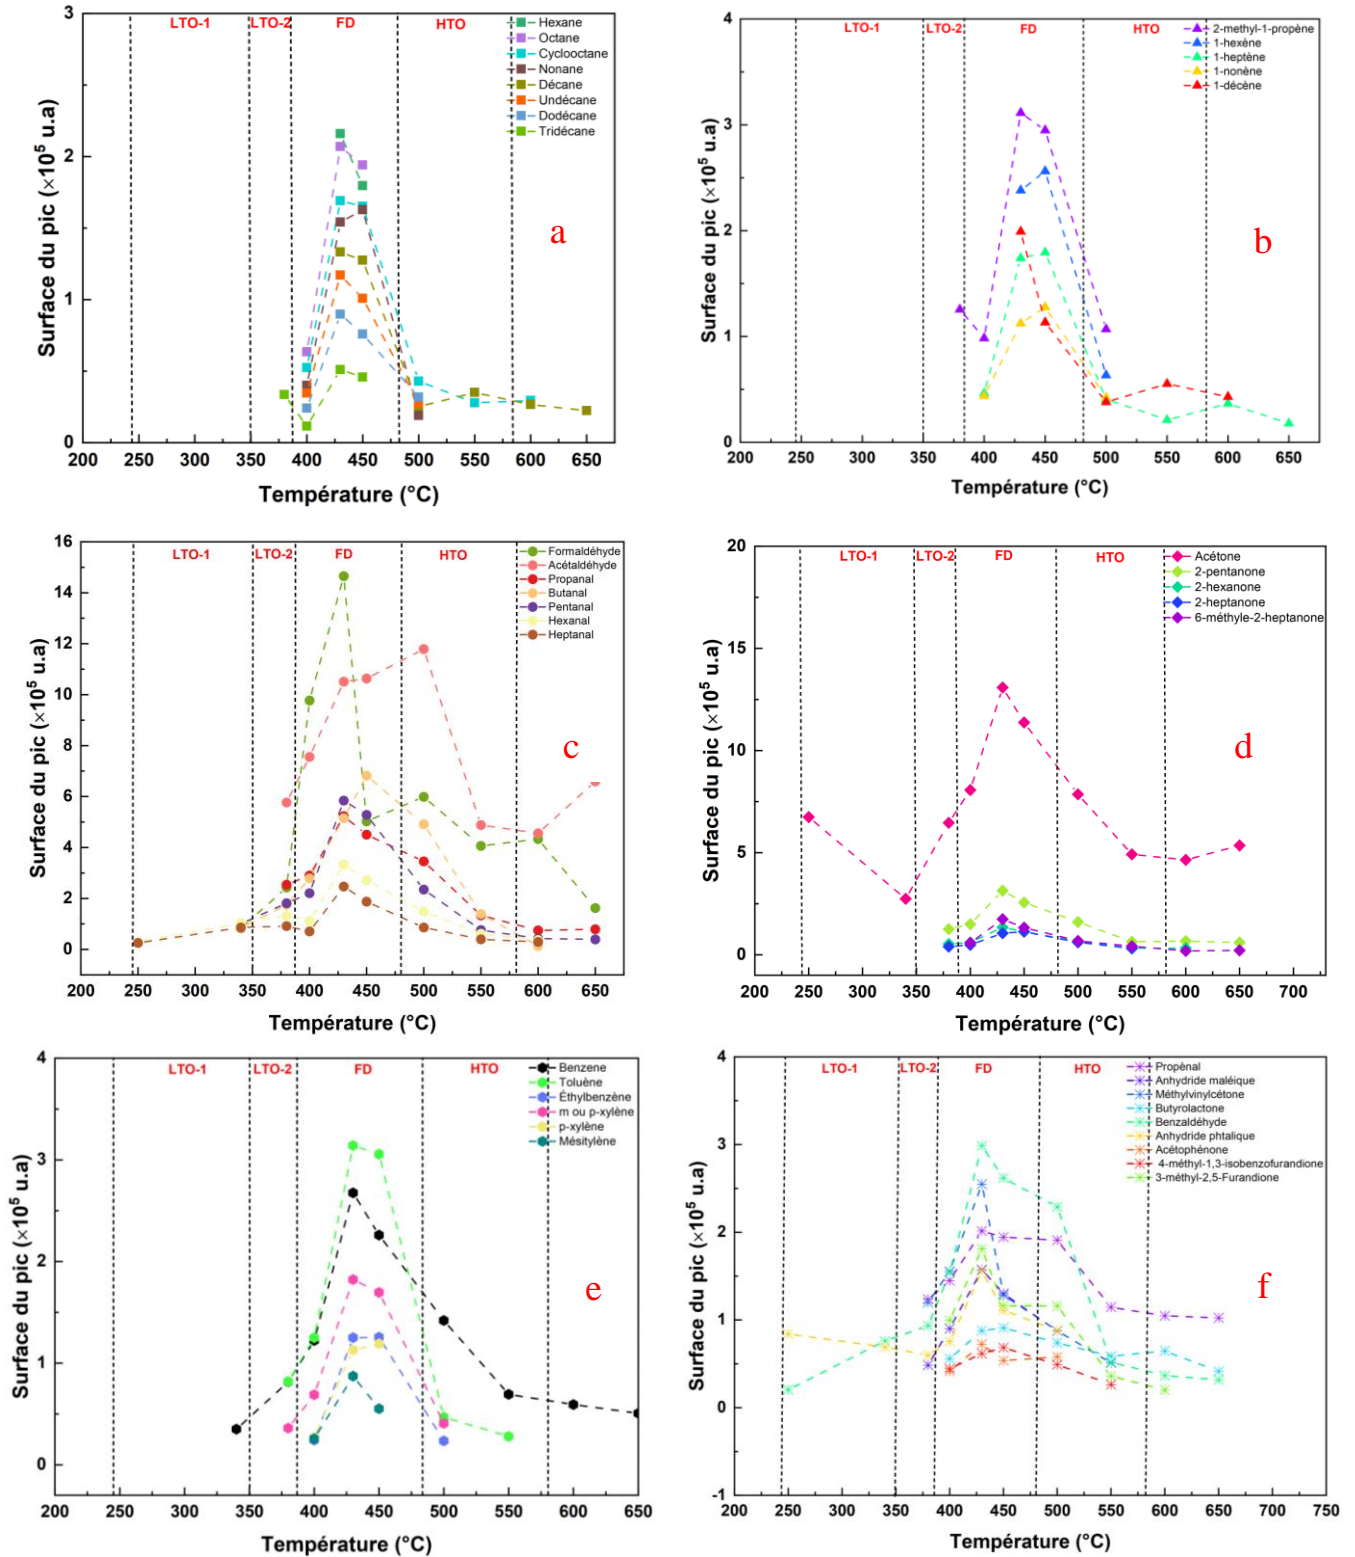 LTO-1 LTO-2 FD HTO
Hexane
Octane
Cyclooctane
Nonane
Décane
Undécane
Dodécane
Tridécane
Surface du pic (×10⁵ u.a)
3
2
1
0
a
200 250 300 350 400 450 500 550 600 650
Température (°C)
LTO-1 LTO-2 FD HTO
2-methyl-1-propène
1-hexène
1-heptène
1-nonène
1-décène
Surface du pic (×10⁵ u.a)
4
3
2
1
0
b
200 250 300 350 400 450 500 550 600 650
Température (°C)
LTO-1 LTO-2 FD HTO
Formaldéhyde
Acétaldéhyde
Propanal
Butanal
Pentanal
Hexanal
Heptanal
Surface du pic (×10⁵ u.a)
16
14
12
10
8
6
4
2
0
c
200 250 300 350 400 450 500 550 600 650
Température (°C)
LTO-1 LTO-2 FD HTO
Acétone
2-pentanone
2-hexanone
2-heptanone
6-méthyle-2-heptanone
Surface du pic (×10⁵ u.a)
20
15
10
5
0
d
200 250 300 350 400 450 500 550 600 650 700
Température (°C)
LTO-1 LTO-2 FD HTO
Benzene
Toluène
Éthylbenzène
m ou p-xylène
p-xylène
Mésitylène
Surface du pic (×10⁵ u.a)
4
3
2
1
0
e
200 250 300 350 400 450 500 550 600 650
Température (°C)
LTO-1 LTO-2 FD HTO
Propènal
Anhydride maléique
Méthylvinylcétone
Butyrolactone
Benzaldéhyde
Anhydride phtalique
Acétophénone
4-méthyl-1,3-isobenzofurandione
3-méthyl-2,5-Furandione
Surface du pic (×10⁵ u.a)
4
3
2
1
0
-1
f
200 250 300 350 400 450 500 550 600 650 700 750
Température (°C)